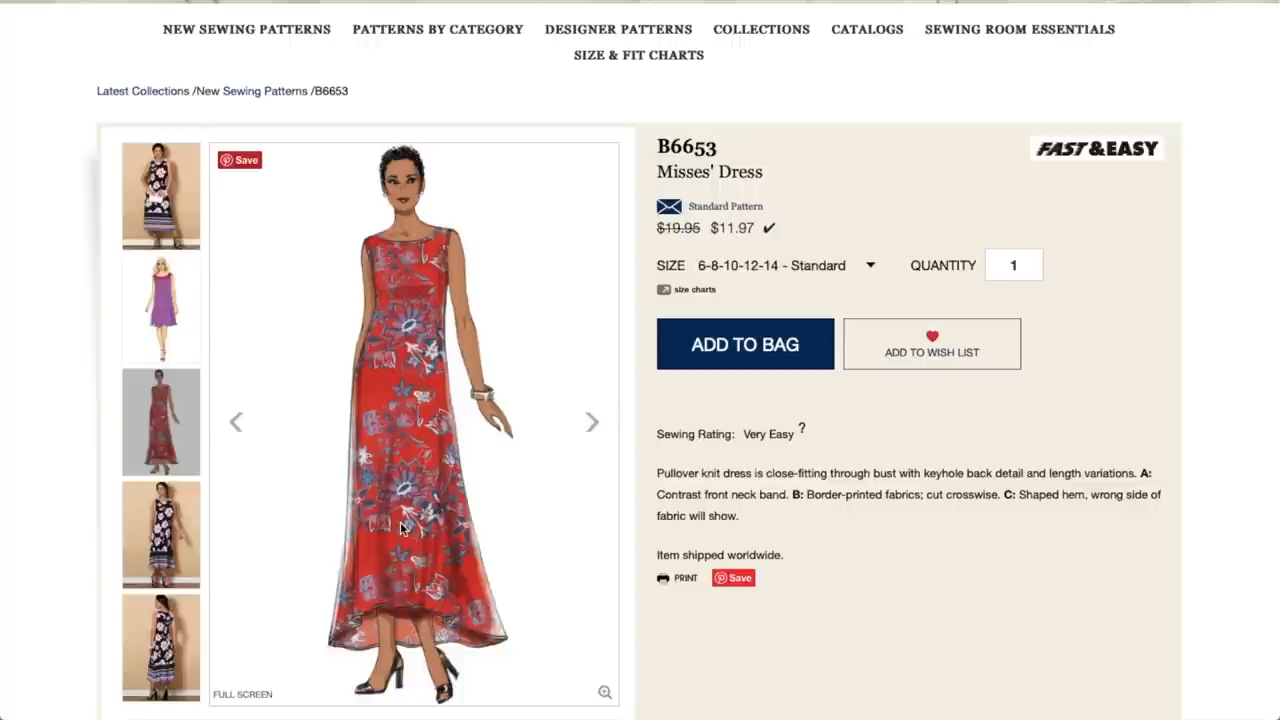 NEW SEWING PATTERNS PATTERNS BY CATEGORY DESIGNER PATTERNS COLLECTIONS CATALOGS SEWING ROOM ESSENTIALS
SIZE & FIT CHARTS
Latest Collections /New Sewing Patterns /B6653
Save
B6653
FAST&EASY
Misses' Dress
Standard Pattern
$19.95 $11.97 ✔
SIZE 6-8-10-12-14 - Standard QUANTITY 1
size charts
ADD TO BAG
ADD TO WISH LIST
Sewing Rating: Very Easy ?
Pullover knit dress is close-fitting through bust with keyhole back detail and length variations. A:
Contrast front neck band. B: Border-printed fabrics; cut crosswise. C: Shaped hem, wrong side of
fabric will show.
Item shipped worldwide.
PRINT Save
FULL SCREEN